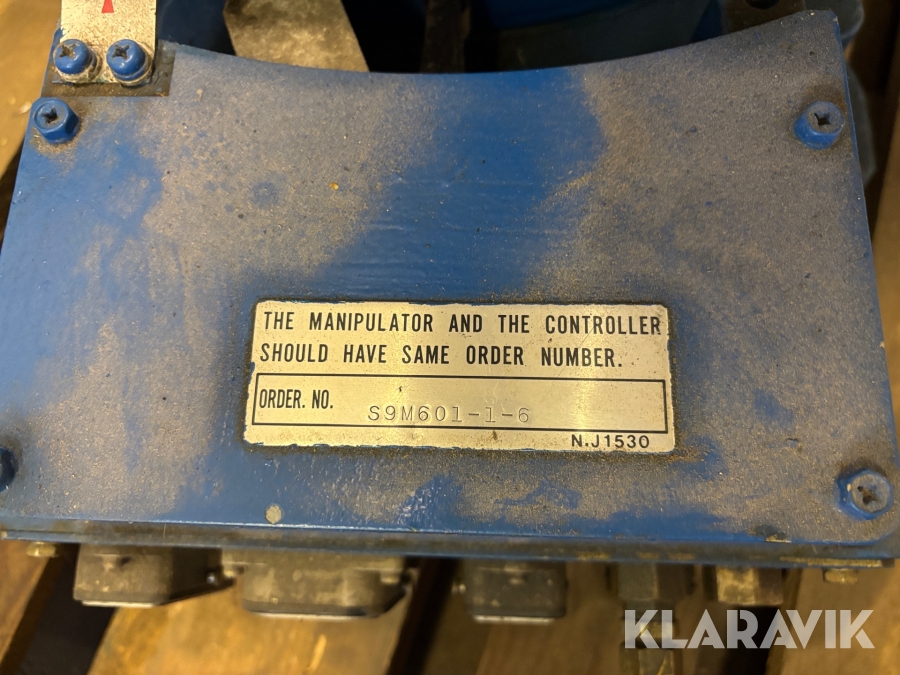 THE MANIPULATOR AND THE CONTROLLER
SHOULD HAVE SAME ORDER NUMBER.
ORDER. NO. S9M601-1-6
N.J1530
KLARAVIK